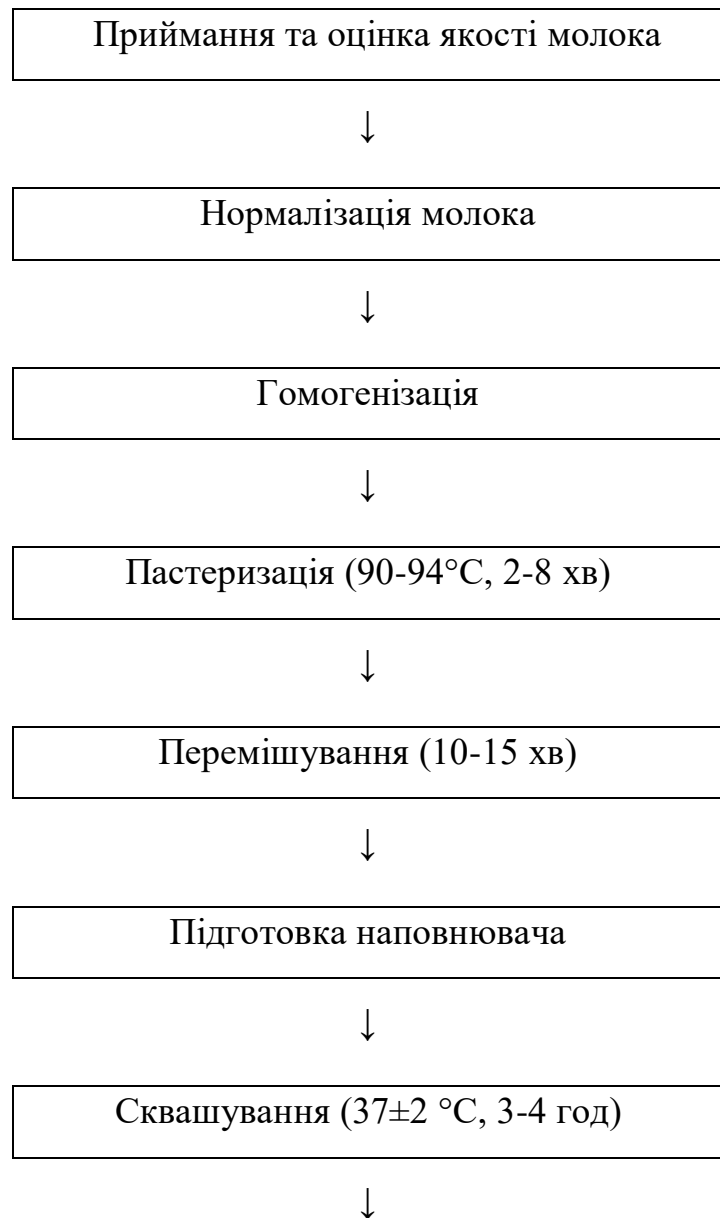 Приймання та оцінка якості молока
↓
Нормалізація молока
↓
Гомогенізація
↓
Пастеризація (90-94°С, 2-8 хв)
↓
Перемішування (10-15 хв)
↓
Підготовка наповнювача
↓
Сквашування (37±2 °С, 3-4 год)
↓